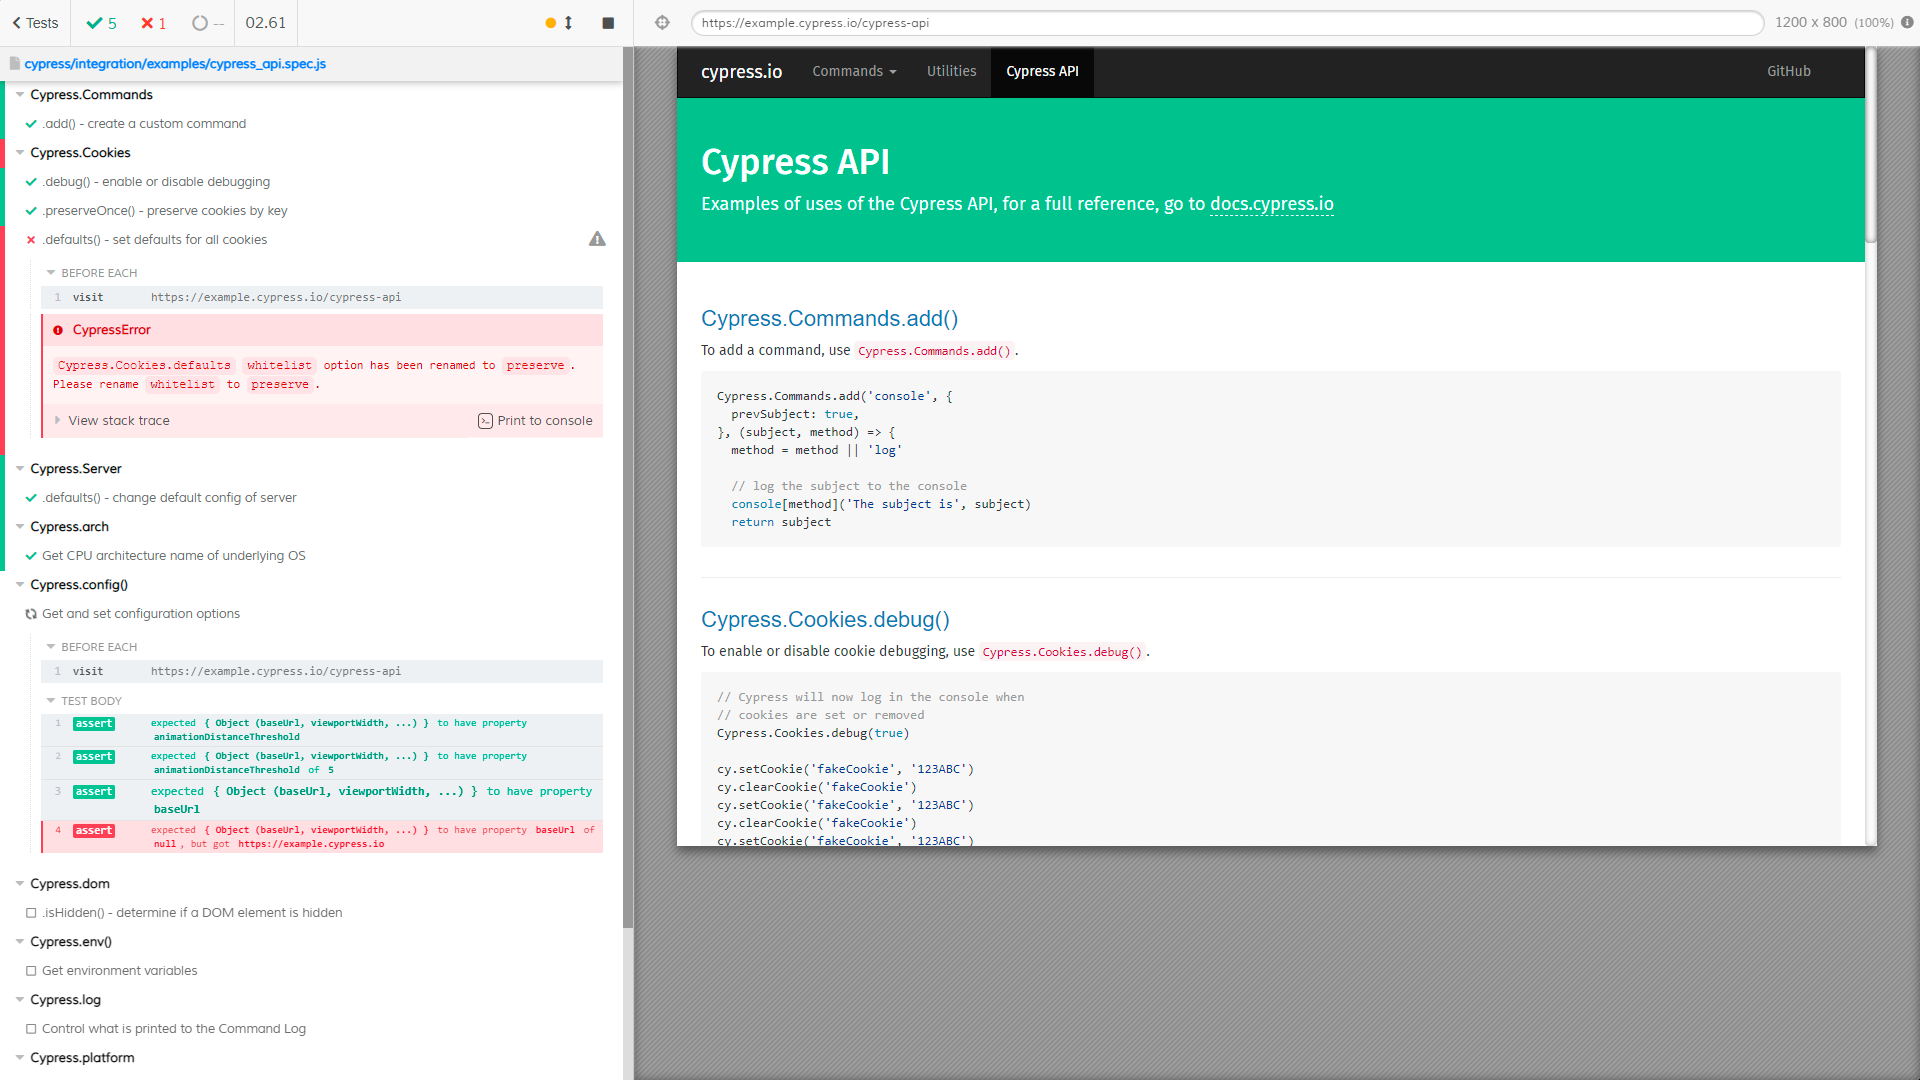 Tests
5
1
--
02.61
https://example.cypress.io/cypress-api
1200 x 800 (100%)
cypress/integration/examples/cypress_api.spec.js
Cypress.Commands
.add() - create a custom command
Cypress.Cookies
.debug() - enable or disable debugging
.preserveOnce() - preserve cookies by key
.defaults() - set defaults for all cookies
BEFORE EACH
1 visit https://example.cypress.io/cypress-api
CypressError
Cypress.Cookies.defaults whitelist option has been renamed to preserve.
Please rename whitelist to preserve.
View stack trace
Print to console
Cypress.Server
.defaults() - change default config of server
Cypress.arch
Get CPU architecture name of underlying OS
Cypress.config()
Get and set configuration options
BEFORE EACH
1 visit https://example.cypress.io/cypress-api
TEST BODY
1 assert expected { Object (baseUrl, viewportWidth, ...) } to have property
animationDistanceThreshold
2 assert expected { Object (baseUrl, viewportWidth, ...) } to have property
animationDistanceThreshold of 5
3 assert expected { Object (baseUrl, viewportWidth, ...) } to have property
baseUrl
4 assert expected { Object (baseUrl, viewportWidth, ...) } to have property baseUrl of
null, but got https://example.cypress.io
Cypress.dom
.isHidden() - determine if a DOM element is hidden
Cypress.env()
Get environment variables
Cypress.log
Control what is printed to the Command Log
Cypress.platform
cypress.io
Commands
Utilities
Cypress API
GitHub
Cypress API
Examples of uses of the Cypress API, for a full reference, go to docs.cypress.io
Cypress.Commands.add()
To add a command, use Cypress.Commands.add().
Cypress.Commands.add('console', {
prevSubject: true,
}, (subject, method) => {
method = method || 'log'
// log the subject to the console
console[method]('The subject is', subject)
return subject
Cypress.Cookies.debug()
To enable or disable cookie debugging, use Cypress.Cookies.debug().
// Cypress will now log in the console when
// cookies are set or removed
Cypress.Cookies.debug(true)
cy.setCookie('fakeCookie', '123ABC')
cy.clearCookie('fakeCookie')
cy.setCookie('fakeCookie', '123ABC')
cy.clearCookie('fakeCookie')
cy.setCookie('fakeCookie', '123ABC')